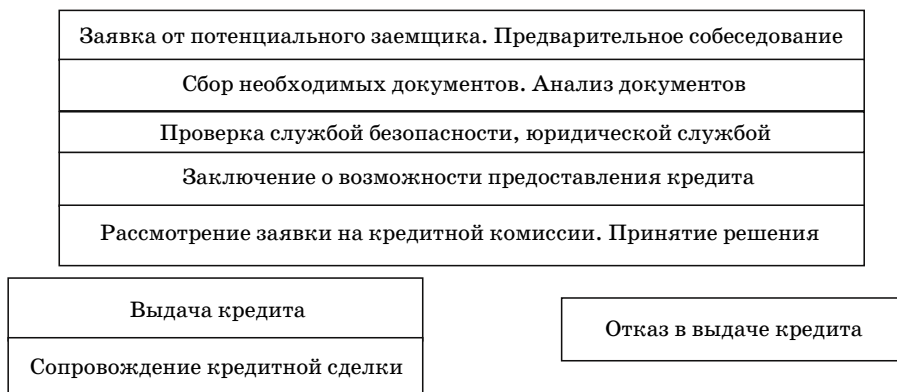 Заявка от потенциального заемщика. Предварительное собеседование
Сбор необходимых документов. Анализ документов
Проверка службой безопасности, юридической службой
Заключение о возможности предоставления кредита
Рассмотрение заявки на кредитной комиссии. Принятие решения
Выдача кредита
Сопровождение кредитной сделки
Отказ в выдаче кредита